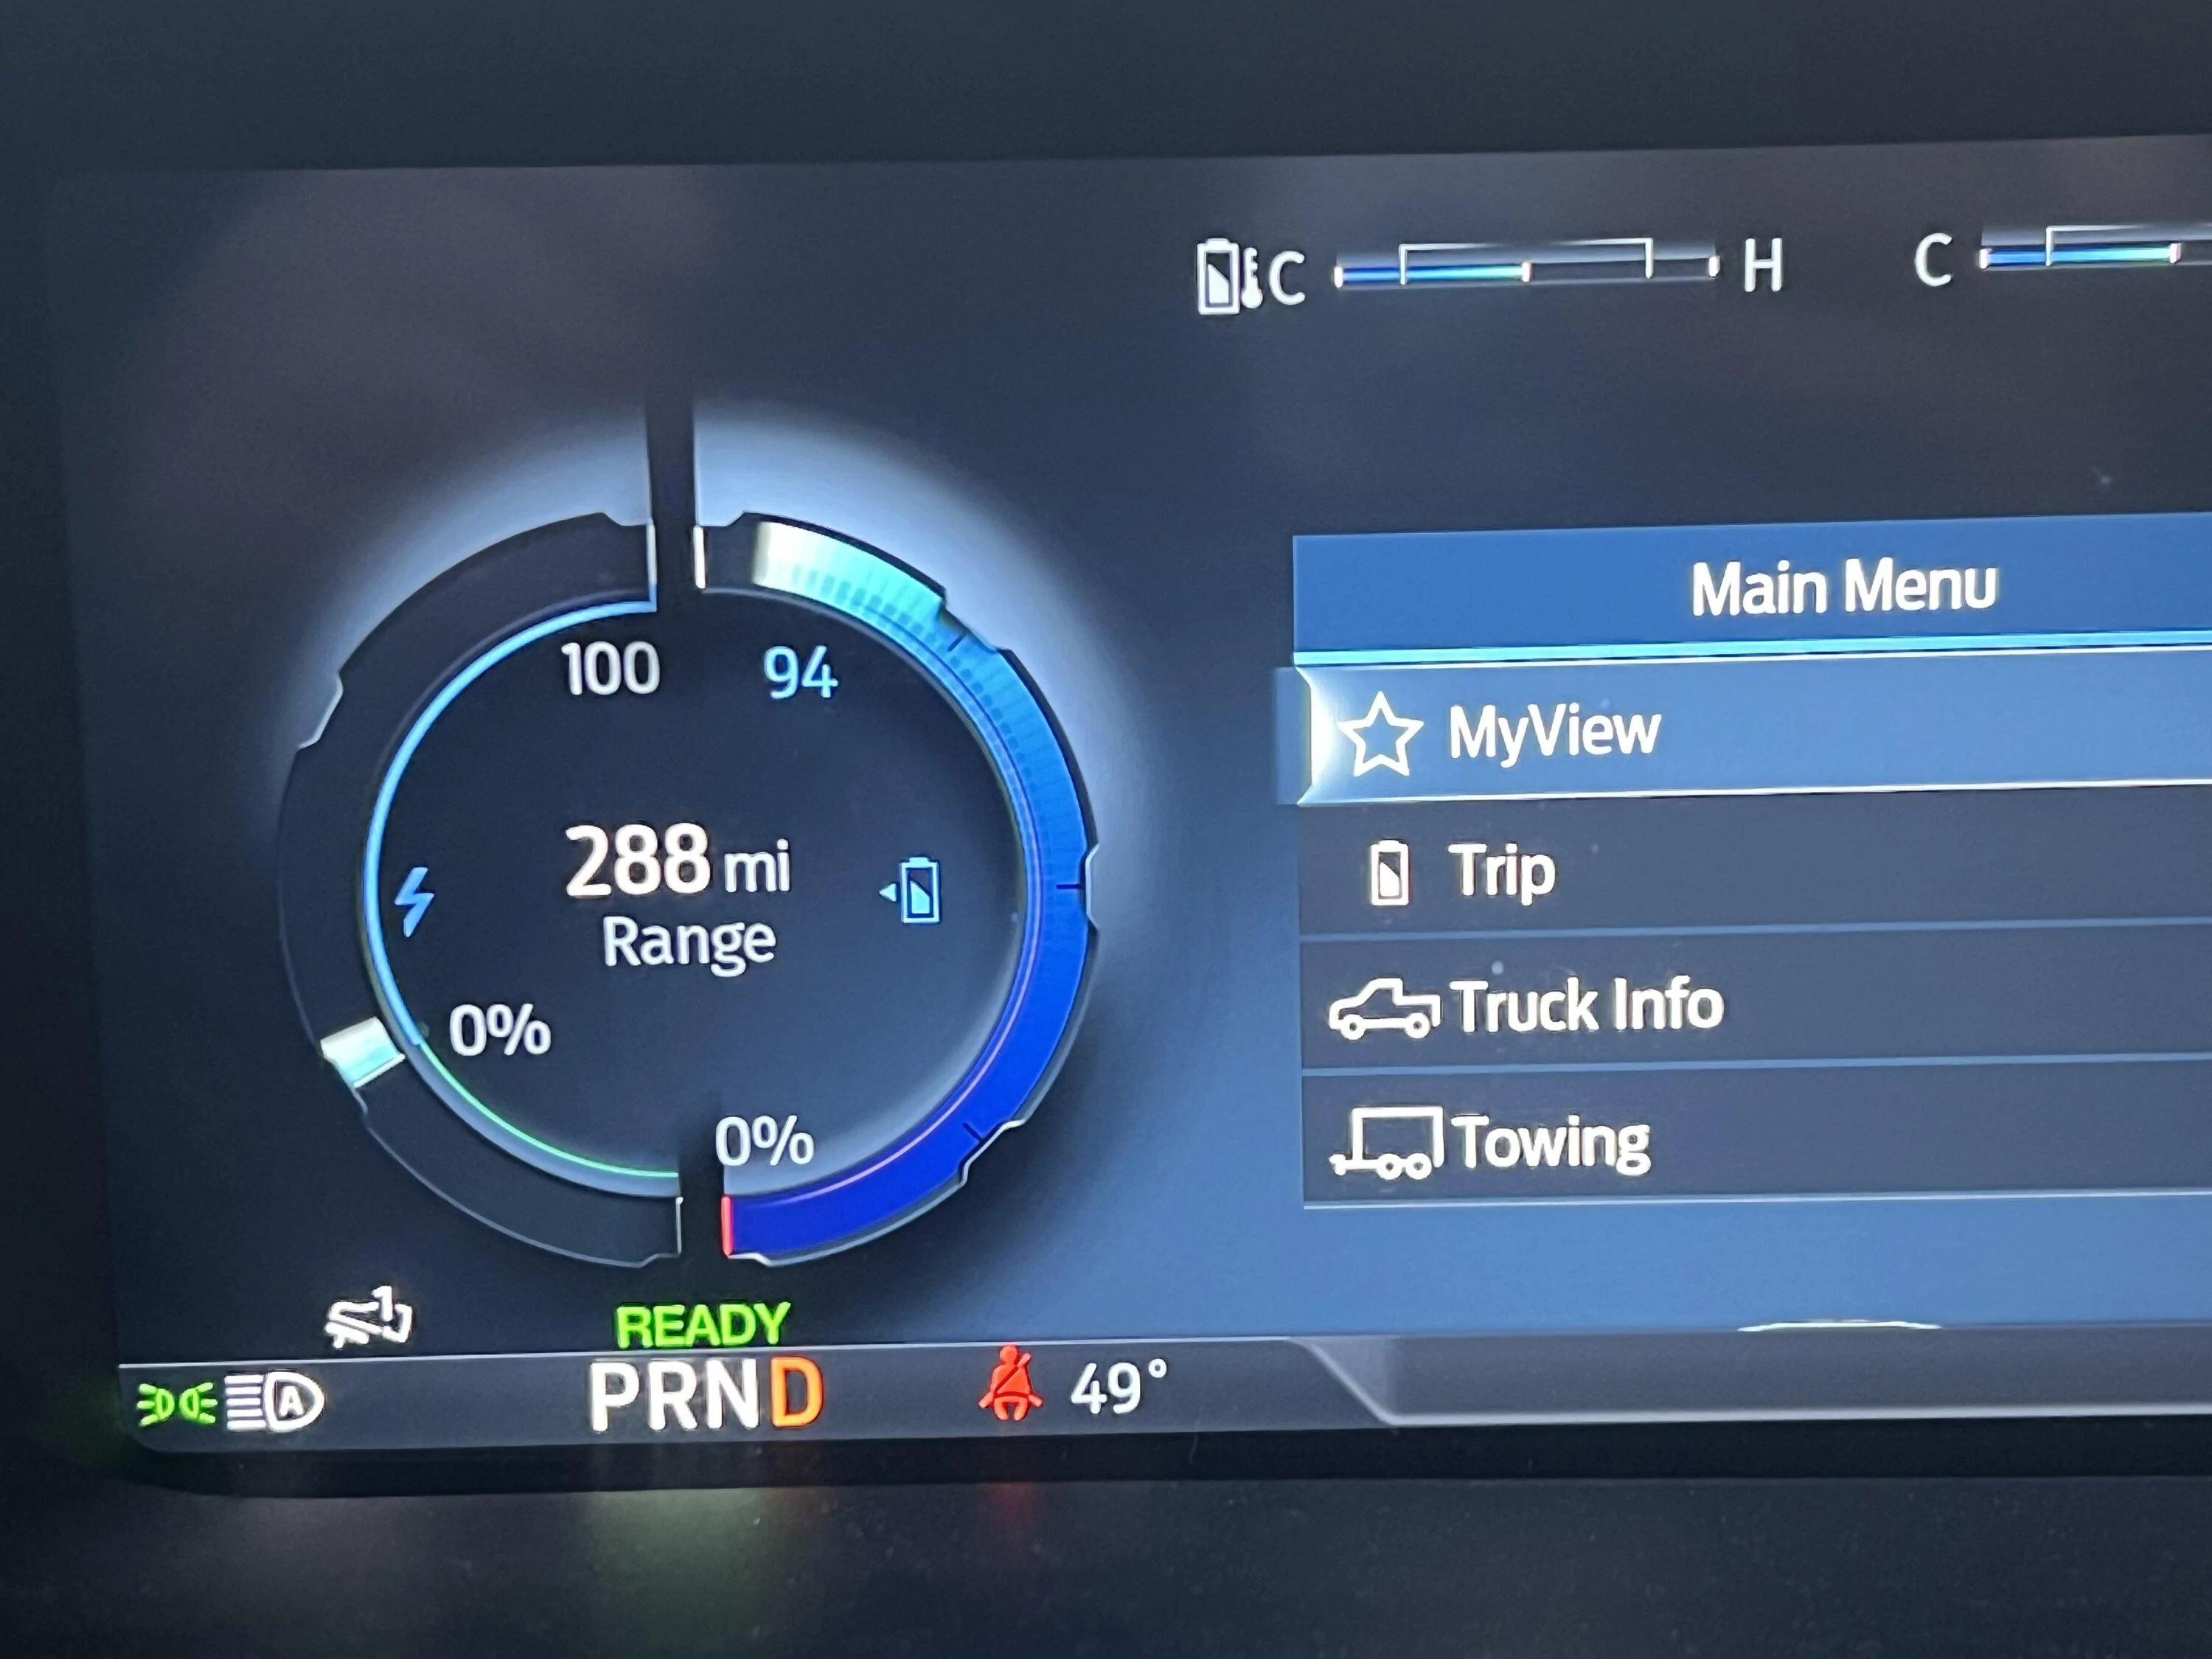 C H C
Main Menu
MyView
Trip
Truck Info
Towing
100 94
288 mi
Range
0%
0%
READY
A PRND 49°